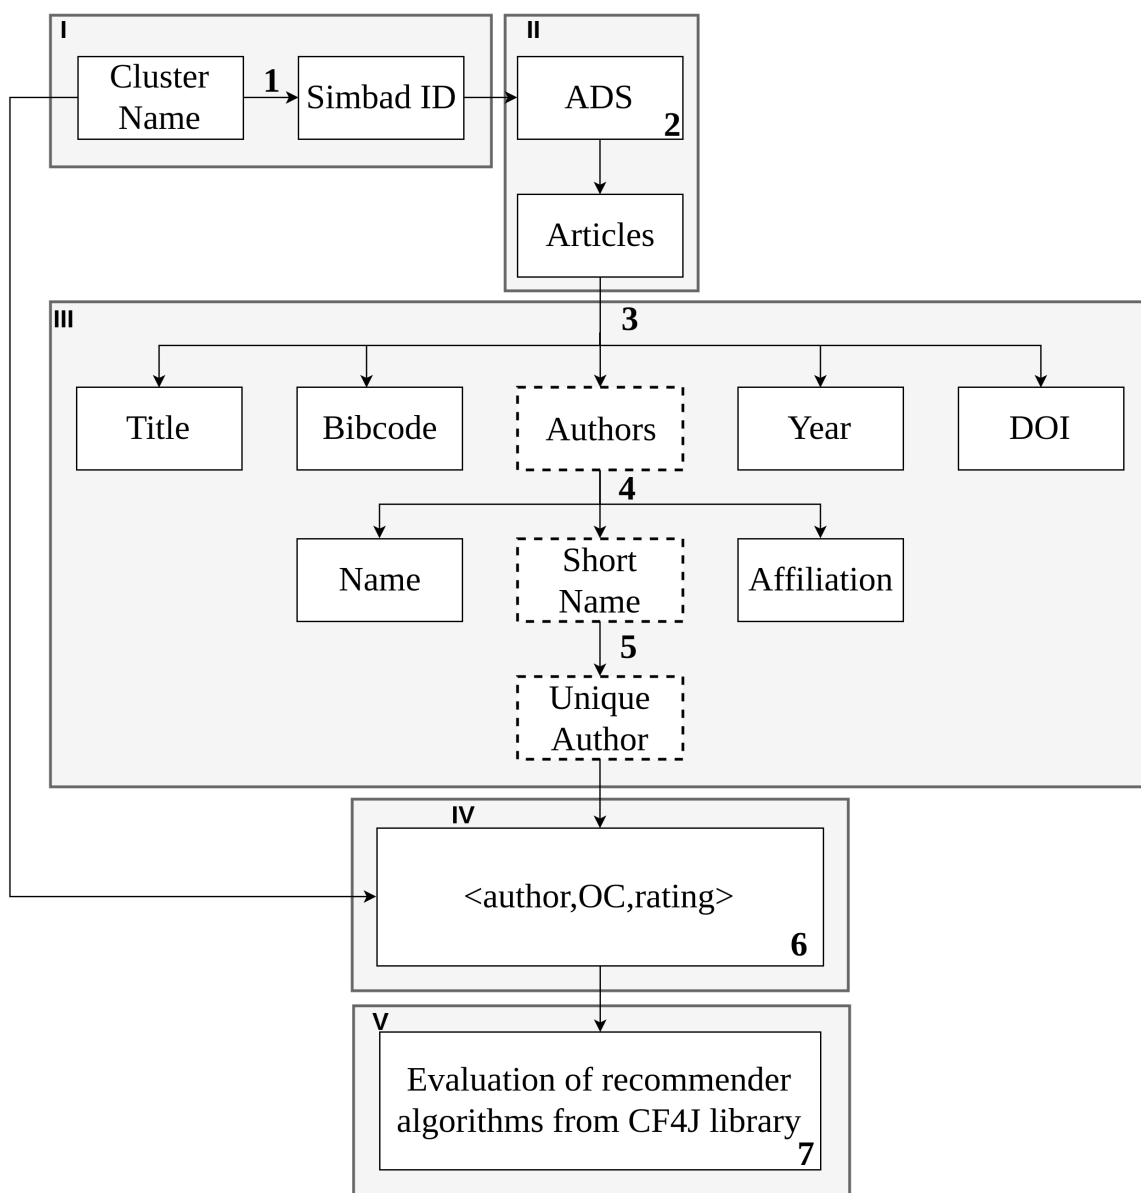 I
Cluster
Name
1
Simbad ID
II
ADS
2
Articles
III
3
Title
Bibcode
Authors
Year
DOI
4
Name
Short
Name
Affiliation
5
Unique
Author
IV
<author,OC,rating>
6
V
Evaluation of recommender
algorithms from CF4J library
7